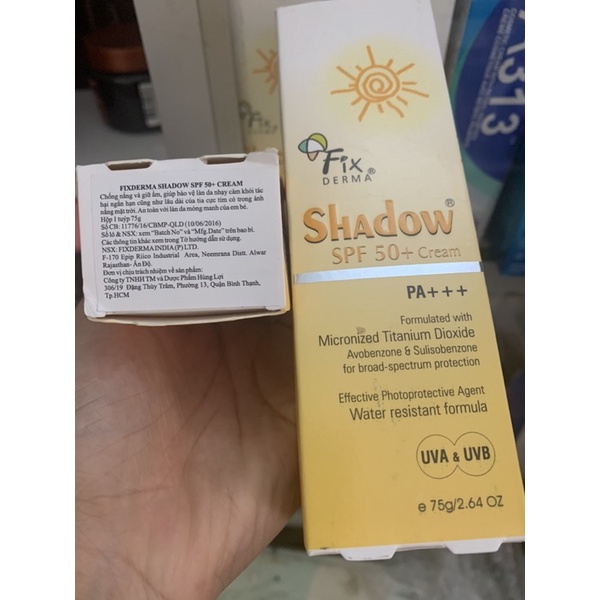 FIXDERMA SHADOW SPF 50+ CREAM
Chống nắng và giữ ẩm, giúp bảo vệ làn da nhạy cảm khỏi tác
hại ngắn hạn cũng như lâu dài của tia cực tím có trong ánh
nắng mặt trời. An toàn với làn da mỏng manh của em bé.
Hộp 1 tuýp 75g
Số CB: 11776/16/CBMP-QLD (10/06/2016)
Số lô & NSX: xem "Batch No" và "Mfg.Date" trên bao bì.
Các thông tin khác xem trong Tờ hướng dẫn sử dụng.
NSX: FIXDERMA INDIA (P) LTD.
F-170 Epip Riico Industrial Area, Neemrana Distr. Alwar
Rajasthan- Ấn Độ.
Đơn vị chịu trách nhiệm về sản phẩm:
Công ty TNHH TM và Dược Phẩm Hùng Lợi
306/19 Đặng Thùy Trâm, Phường 13, Quận Bình Thạnh,
Tp.HCM
Fix
DERMA®
SHADOW®
SPF 50+ Cream
PA+++
Formulated with
Micronized Titanium Dioxide
Avobenzone & Sulisobenzone
for broad-spectrum protection
Effective Photoprotective Agent
Water resistant formula
UVA & UVB
e 75g/2.64 OZ
A313